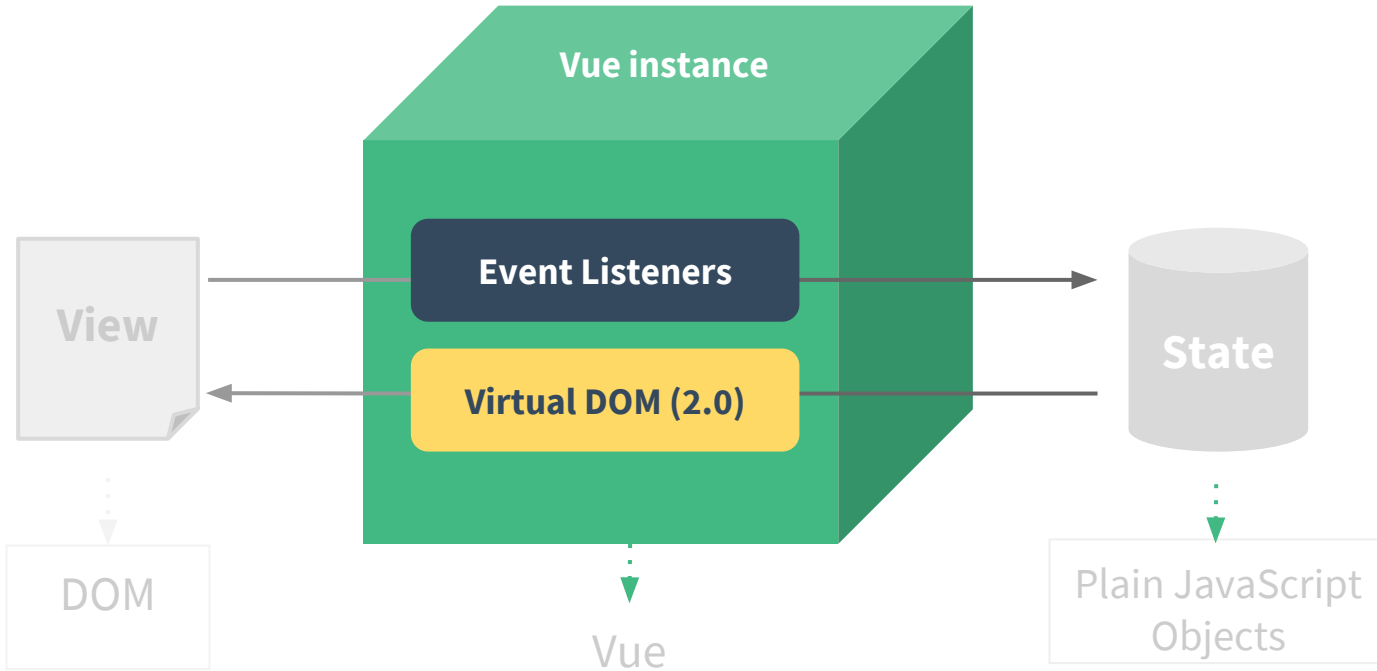 Vue instance
Event Listeners
View
State
Virtual DOM (2.0)
DOM
Plain JavaScript
Objects
Vue